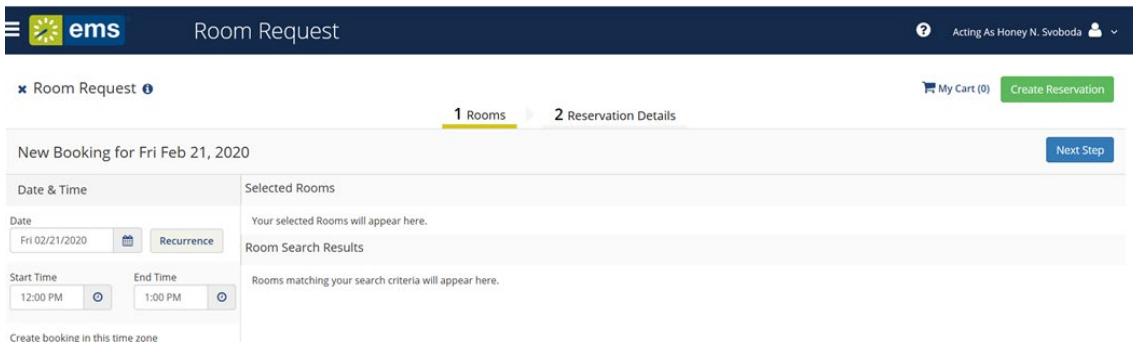 ems Room Request Acting As Honey N. Svoboda
Room Request My Cart (0) Create Reservation
1 Rooms 2 Reservation Details
New Booking for Fri Feb 21, 2020 Next Step
Date & Time Selected Rooms
Date Your selected Rooms will appear here.
Fri 02/21/2020 Recurrence
Room Search Results
Start Time End Time Rooms matching your search criteria will appear here.
12:00 PM 1:00 PM
Create booking in this time zone